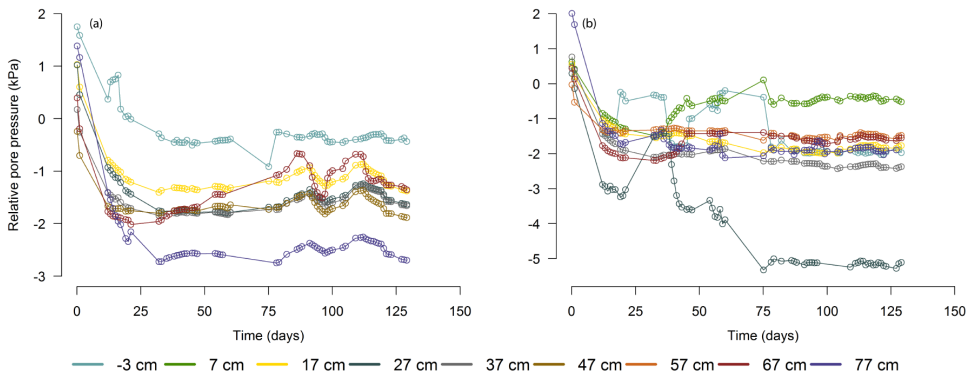 (a)
Relative pore pressure (kPa)
2
1
0
-1
-2
-3
0 25 50 75 100 125 150
Time (days)
(b)
2
1
0
-1
-2
-3
-4
-5
0 25 50 75 100 125 150
Time (days)
-3 cm 7 cm 17 cm 27 cm 37 cm 47 cm 57 cm 67 cm 77 cm